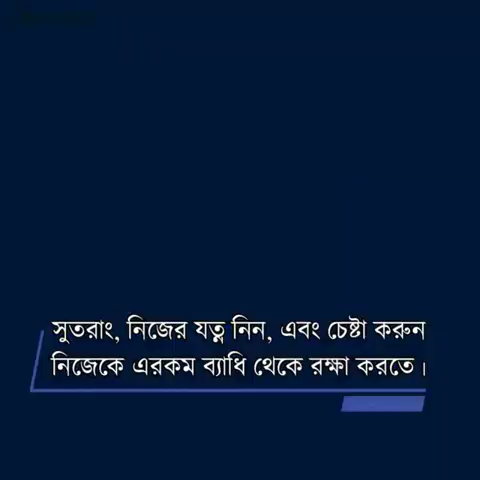 সুতরাং, নিজের যত্ন নিন, এবং চেষ্টা করুন
নিজেকে এরকম ব্যাধি থেকে রক্ষা করতে।